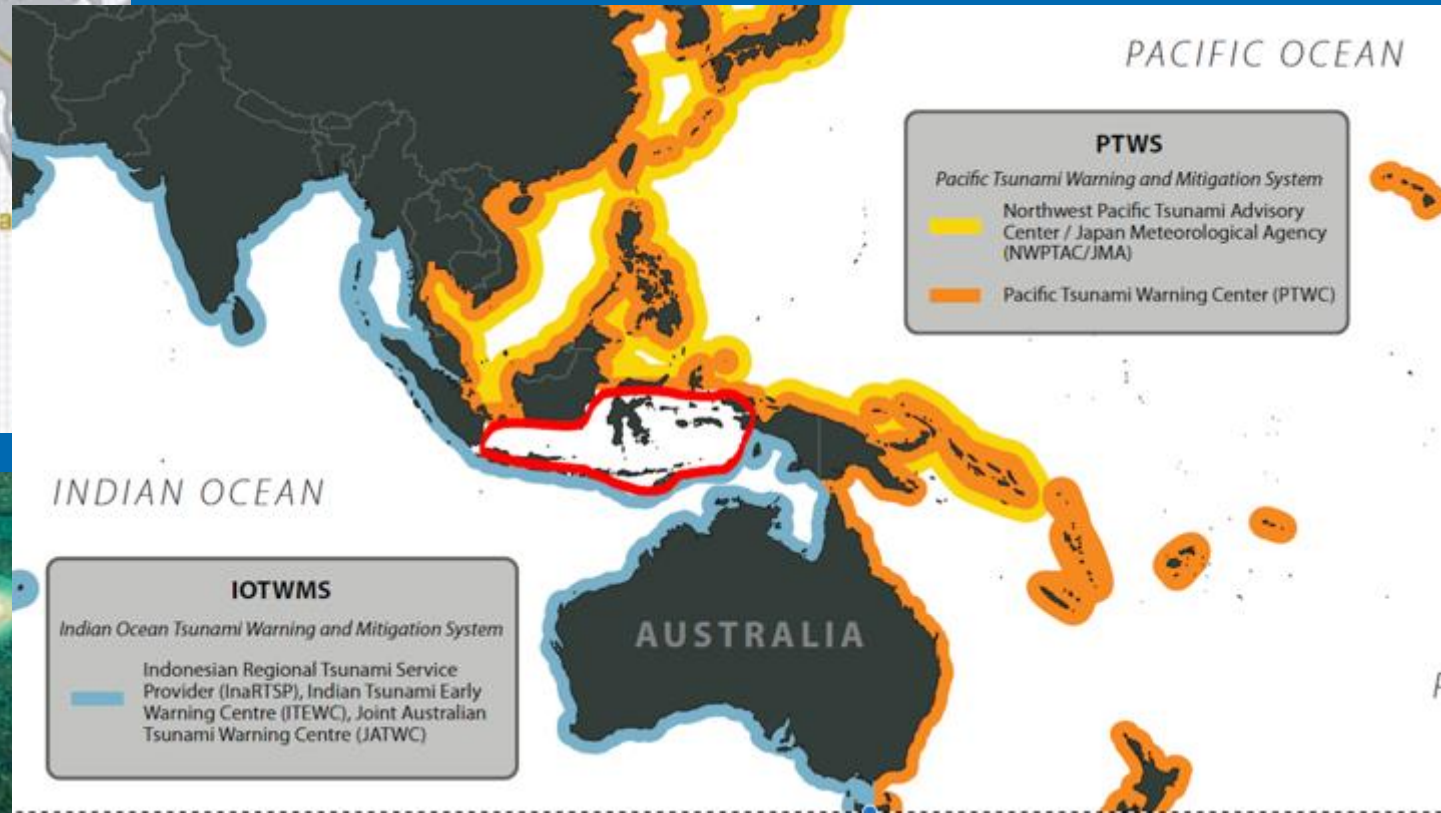 PACIFIC OCEAN
PTWS
Pacific Tsunami Warning and Mitigation System
Northwest Pacific Tsunami Advisory
Center / Japan Meteorological Agency
(NWPTAC/JMA)
Pacific Tsunami Warning Center (PTWC)
INDIAN OCEAN
IOTWMS
Indian Ocean Tsunami Warning and Mitigation System
Indonesian Regional Tsunami Service
Provider (InaRTSP), Indian Tsunami Early
Warning Centre (ITEWC), Joint Australian
Tsunami Warning Centre (JATWC)
AUSTRALIA